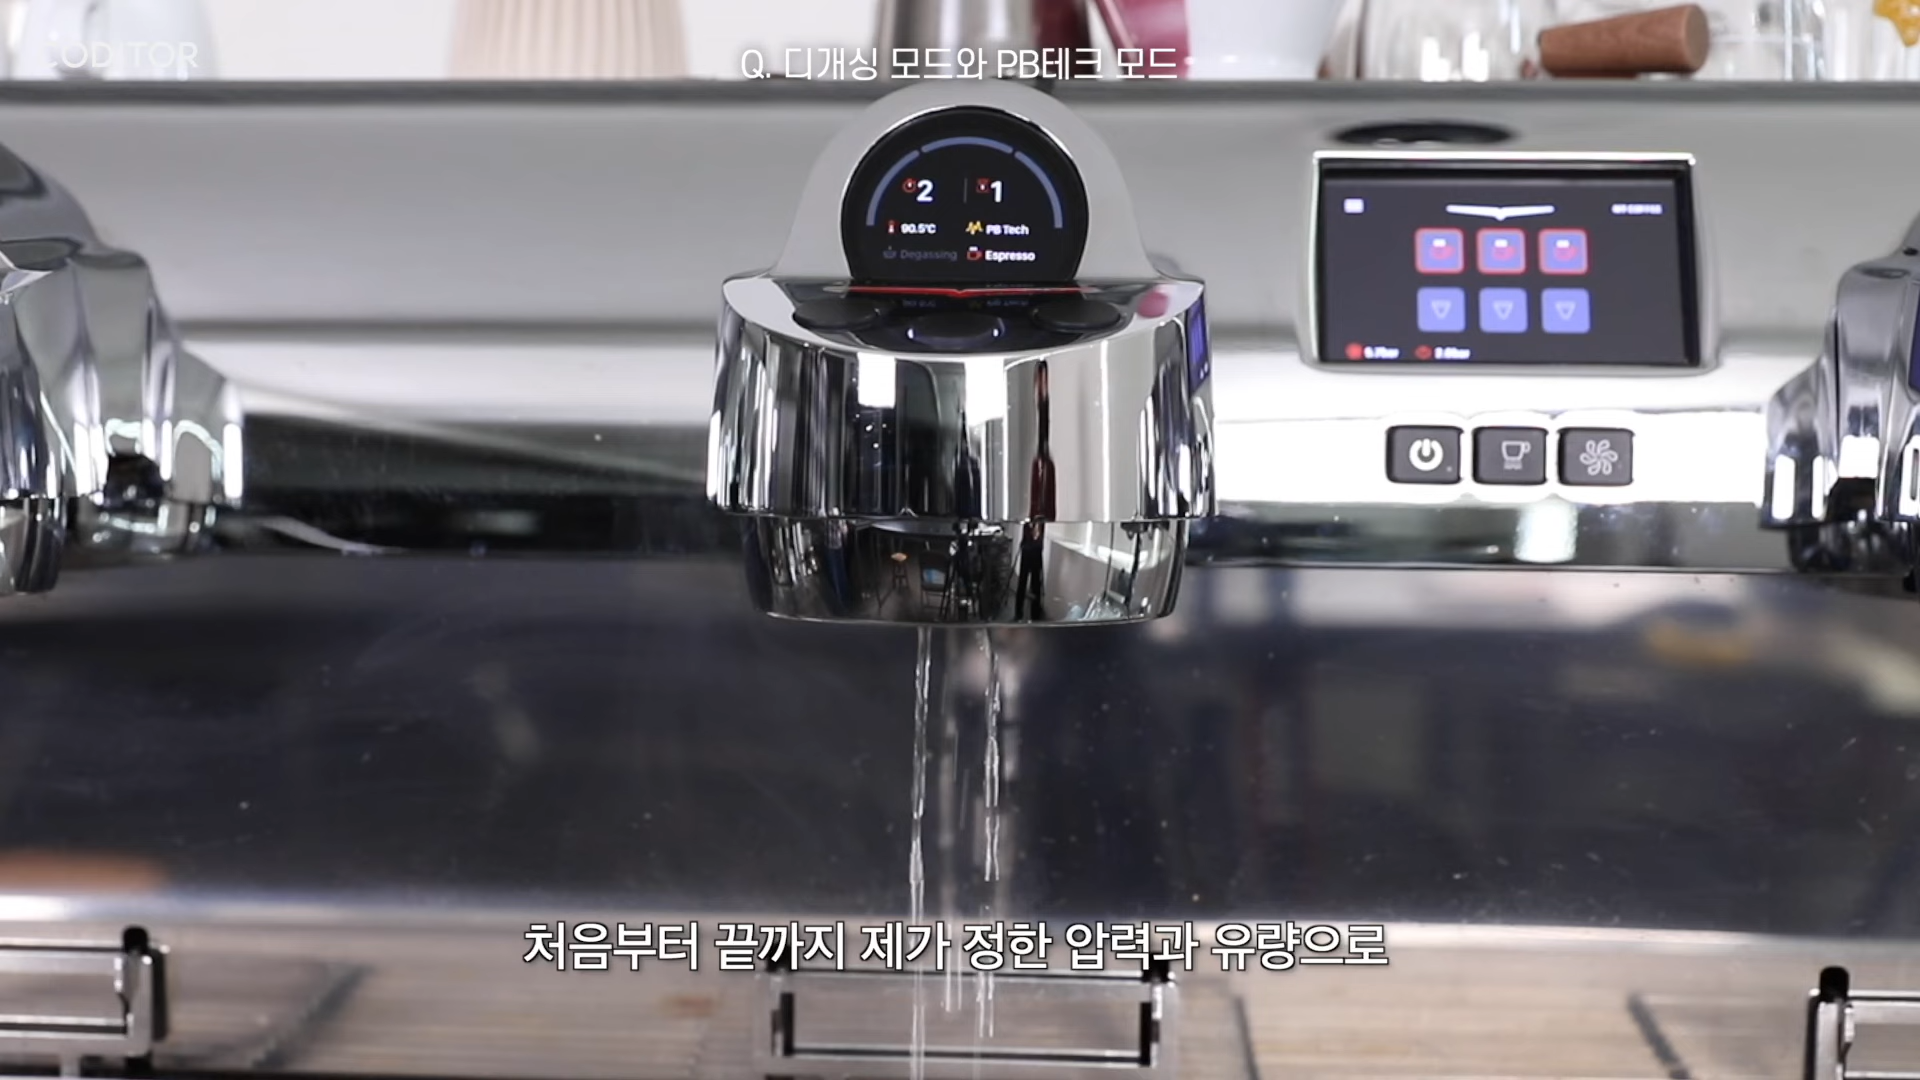 CODITOR
Q. 디개싱 모드와 PB테크 모드
2 1
90.5°C PB Tech
Degassing Espresso
처음부터 끝까지 제가 정한 압력과 유량으로